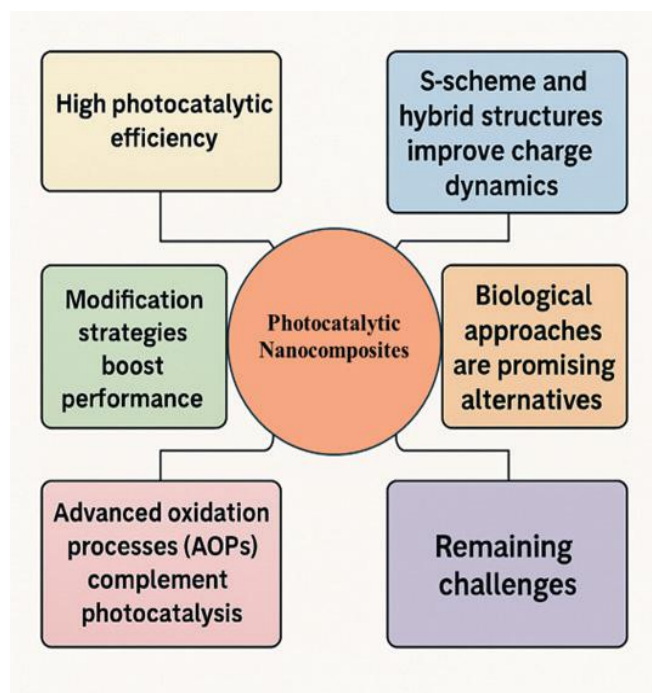 High photocatalytic
efficiency
S-scheme and
hybrid structures
improve charge
dynamics
Modification
strategies
boost
performance
Photocatalytic
Nanocomposites
Biological
approaches
are promising
alternatives
Advanced oxidation
processes (AOPs)
complement
photocatalysis
Remaining
challenges